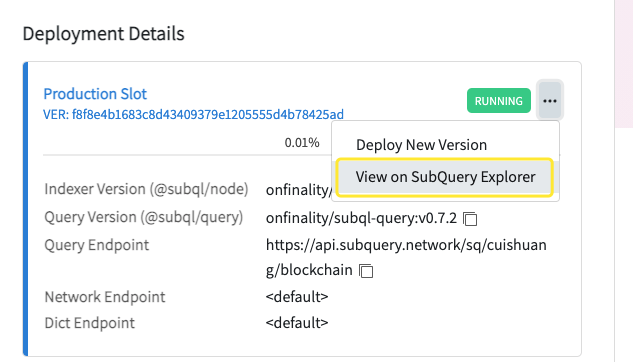 Deployment Details
Production Slot
RUNNING
VER: f8f8e4b1683c8d43409379e1205555d4b78425ad
0.01%
Deploy New Version
View on SubQuery Explorer
Indexer Version (@subql/node)
onfinality/
Query Version (@subql/query)
onfinality/subql-query:v0.7.2
Query Endpoint
https://api.subquery.network/sq/cuishuan
g/blockchain
Network Endpoint
<default>
Dict Endpoint
<default>